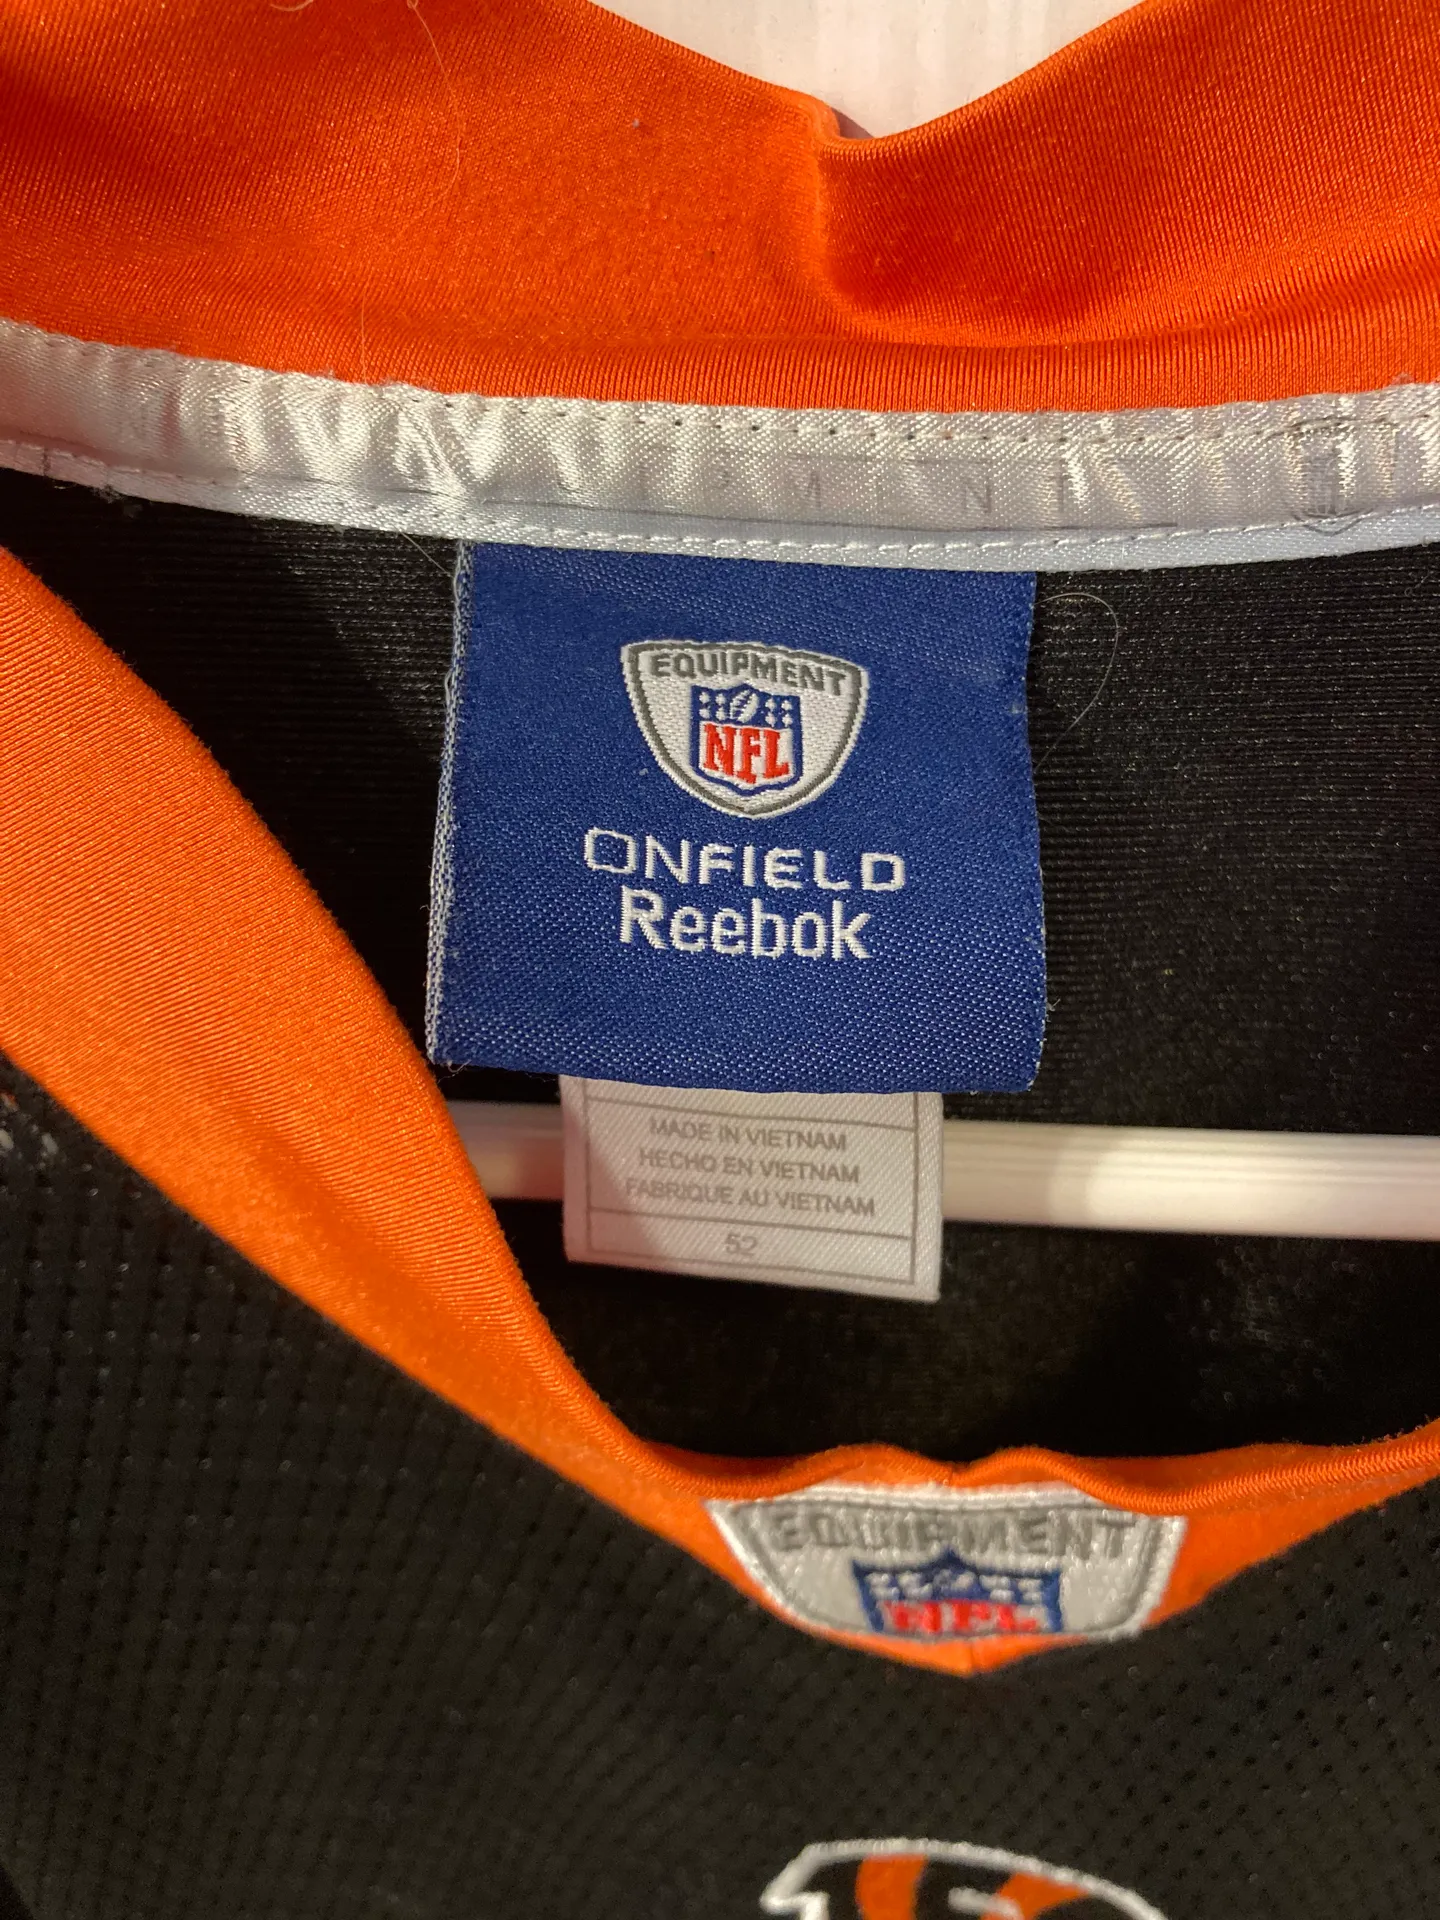 EQUIPMENT
NFL
ONFIELD
Reebok
MADE IN VIETNAM
HECHO EN VIETNAM
FABRIQUE AU VIETNAM
52
EQUIPMENT
NFL